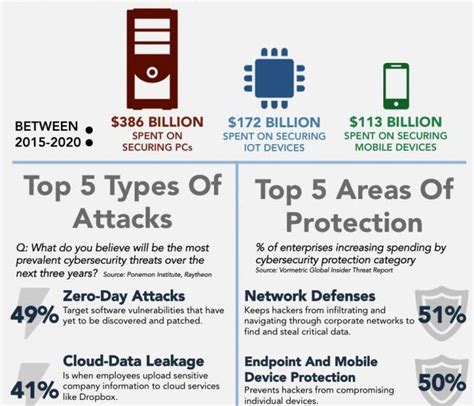 BETWEEN
2015-2020
$386 BILLION
SPENT ON
SECURING PCs
$172 BILLION
SPENT ON SECURING
IOT DEVICES
$113 BILLION
SPENT ON SECURING
MOBILE DEVICES
Top 5 Types Of
Attacks
Q: What do you believe will be the most
prevalent cybersecurity threats over
the next three years? Source: Ponemon Institute, Raytheon
49%
Zero-Day Attacks
Target software vulnerabilities that have
yet to be discovered and patched.
41%
Cloud-Data Leakage
Is when employees upload sensitive
company information to cloud services
like Dropbox.
Top 5 Areas Of
Protection
% of enterprises increasing spending by
cybersecurity protection category
Source: Vormetric Global Insider Threat Report
Network Defenses
Keeps hackers from infiltrating and
navigating through corporate networks to
find and steal critical data.
51%
Endpoint And Mobile
Device Protection
Prevents hackers from compromising
individual devices.
50%